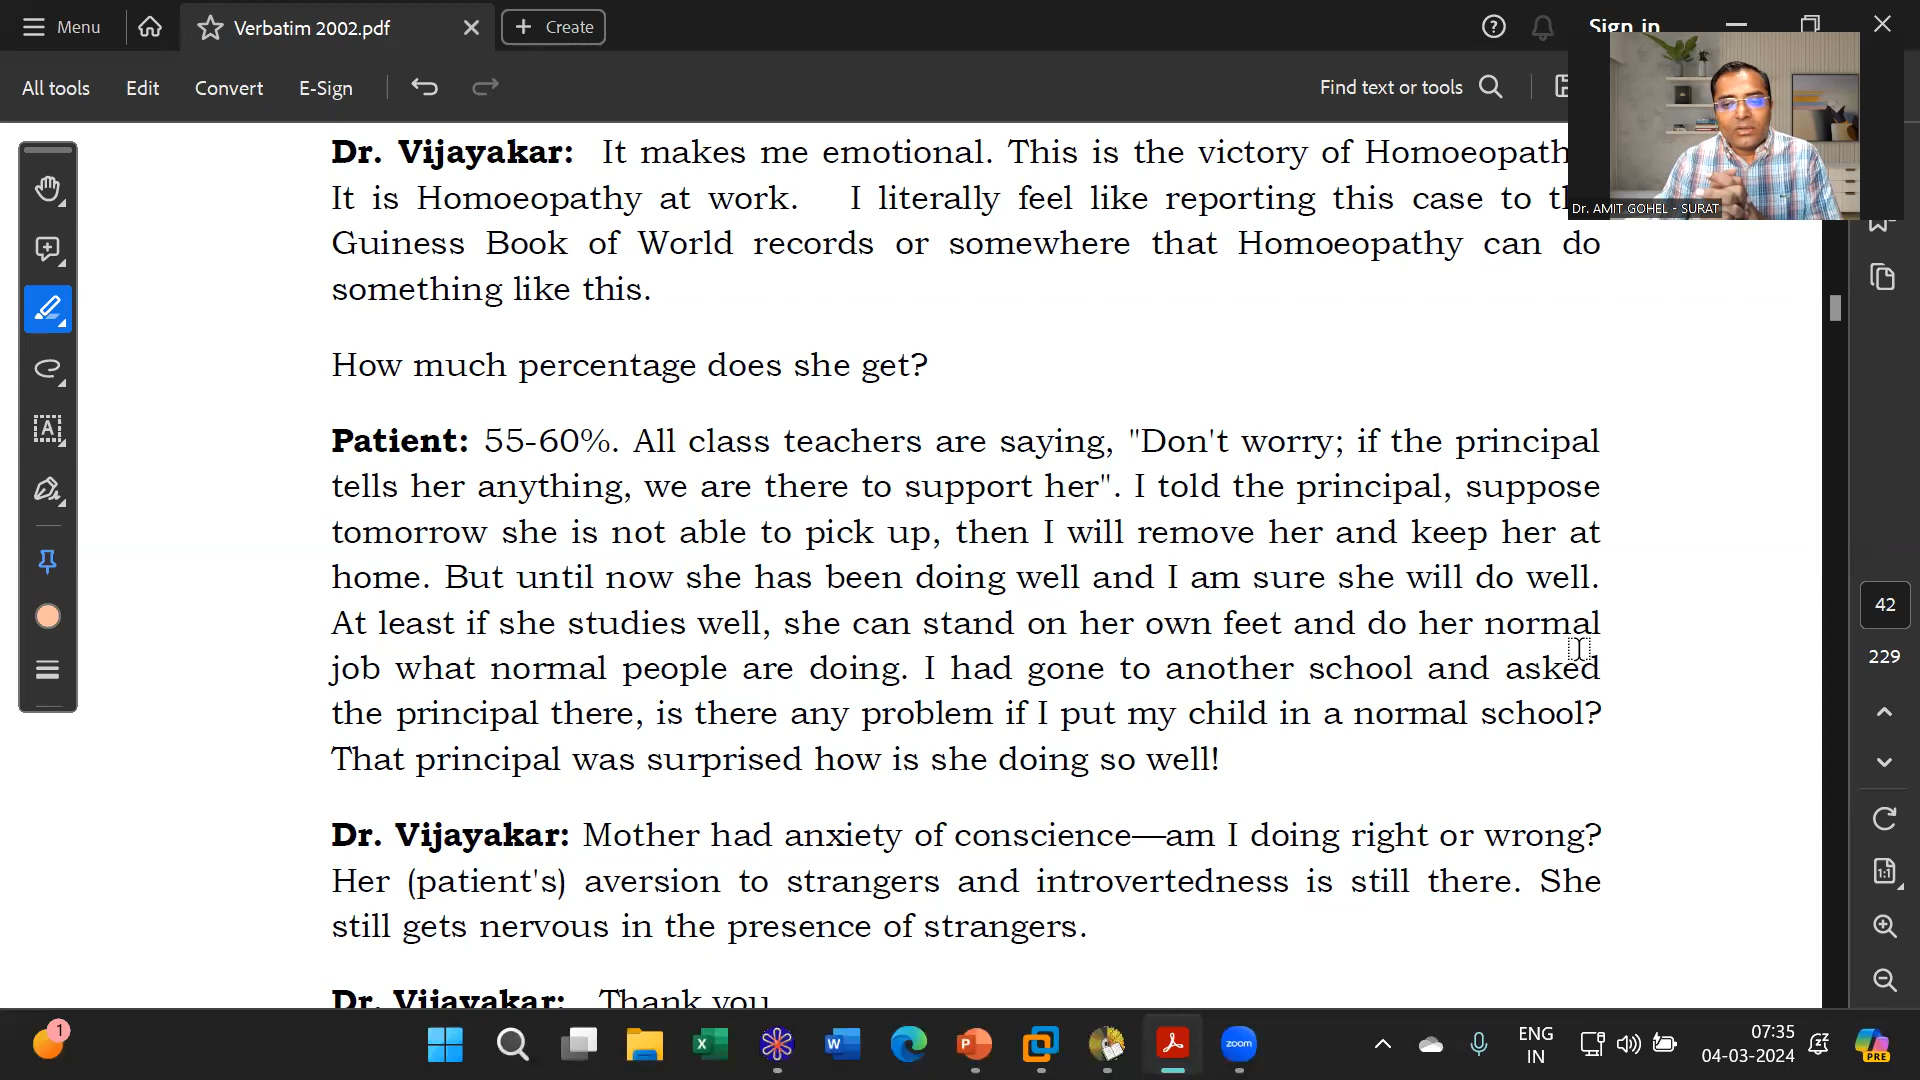 Menu
Verbatim 2002.pdf
Create
Sign in
All tools
Edit
Convert
E-Sign
Find text or tools
Dr. AMIT GOHEL - SURAT
Dr. Vijayakar: It makes me emotional. This is the victory of Homoeopath
It is Homoeopathy at work. I literally feel like reporting this case to
Guiness Book of World records or somewhere that Homoeopathy can do
something like this.
How much percentage does she get?
Patient: 55-60%. All class teachers are saying, "Don't worry; if the principal
tells her anything, we are there to support her". I told the principal, suppose
tomorrow she is not able to pick up, then I will remove her and keep her at
home. But until now she has been doing well and I am sure she will do well.
At least if she studies well, she can stand on her own feet and do her normal
job what normal people are doing. I had gone to another school and asked
the principal there, is there any problem if I put my child in a normal school?
That principal was surprised how is she doing so well!
Dr. Vijayakar: Mother had anxiety of conscience—am I doing right or wrong?
Her (patient's) aversion to strangers and introvertedness is still there. She
still gets nervous in the presence of strangers.
Dr. Vijayakar: Thank you
42
229
1:1
1
zoom
ENG
IN
07:35
04-03-2024
PRE